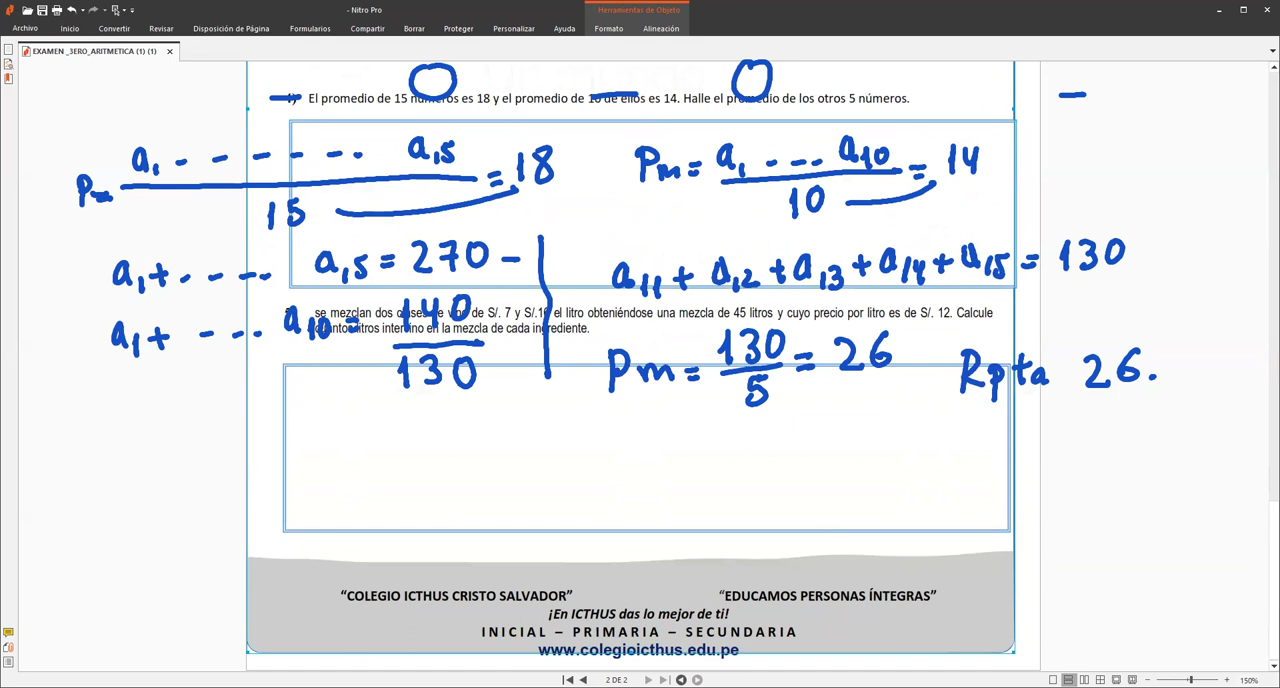 - Nitro Pro
Herramientas de Objeto
Archivo Inicio Convertir Revisar Disposición de Página Formularios Compartir Borrar Proteger Ayuda Personalizar Formato Alineación
EXAMEN _3ERO_ARITMETICA (1) (1)
El promedio de 15 números es 18 y el promedio de 10 de ellos es 14. Halle el promedio de los otros 5 números.
Pm= a1 - - - - - - - a15 / 15 = 18
Pm = a1 - - - a10 / 10 = 14
a1 + - - - - a15 = 270 -
a11 + a12 + a13 + a14 + a15 = 130
se mezclan dos de vino de S/. 7 y el litro obteniéndose una mezcla de 45 litros y cuyo precio por litro es de S/. 12. Calcule
litros intervino en la mezcla de cada ingrediente.
a1 + - - - a10 = 140
130
Pm = 130 / 5 = 26
Rpta 26.
“COLEGIO ICTHUS CRISTO SALVADOR” “EDUCAMOS PERSONAS ÍNTEGRAS”
¡En ICTHUS das lo mejor de ti!
INICIAL – PRIMARIA – SECUNDARIA
www.colegioicthus.edu.pe
2 DE 2
150%